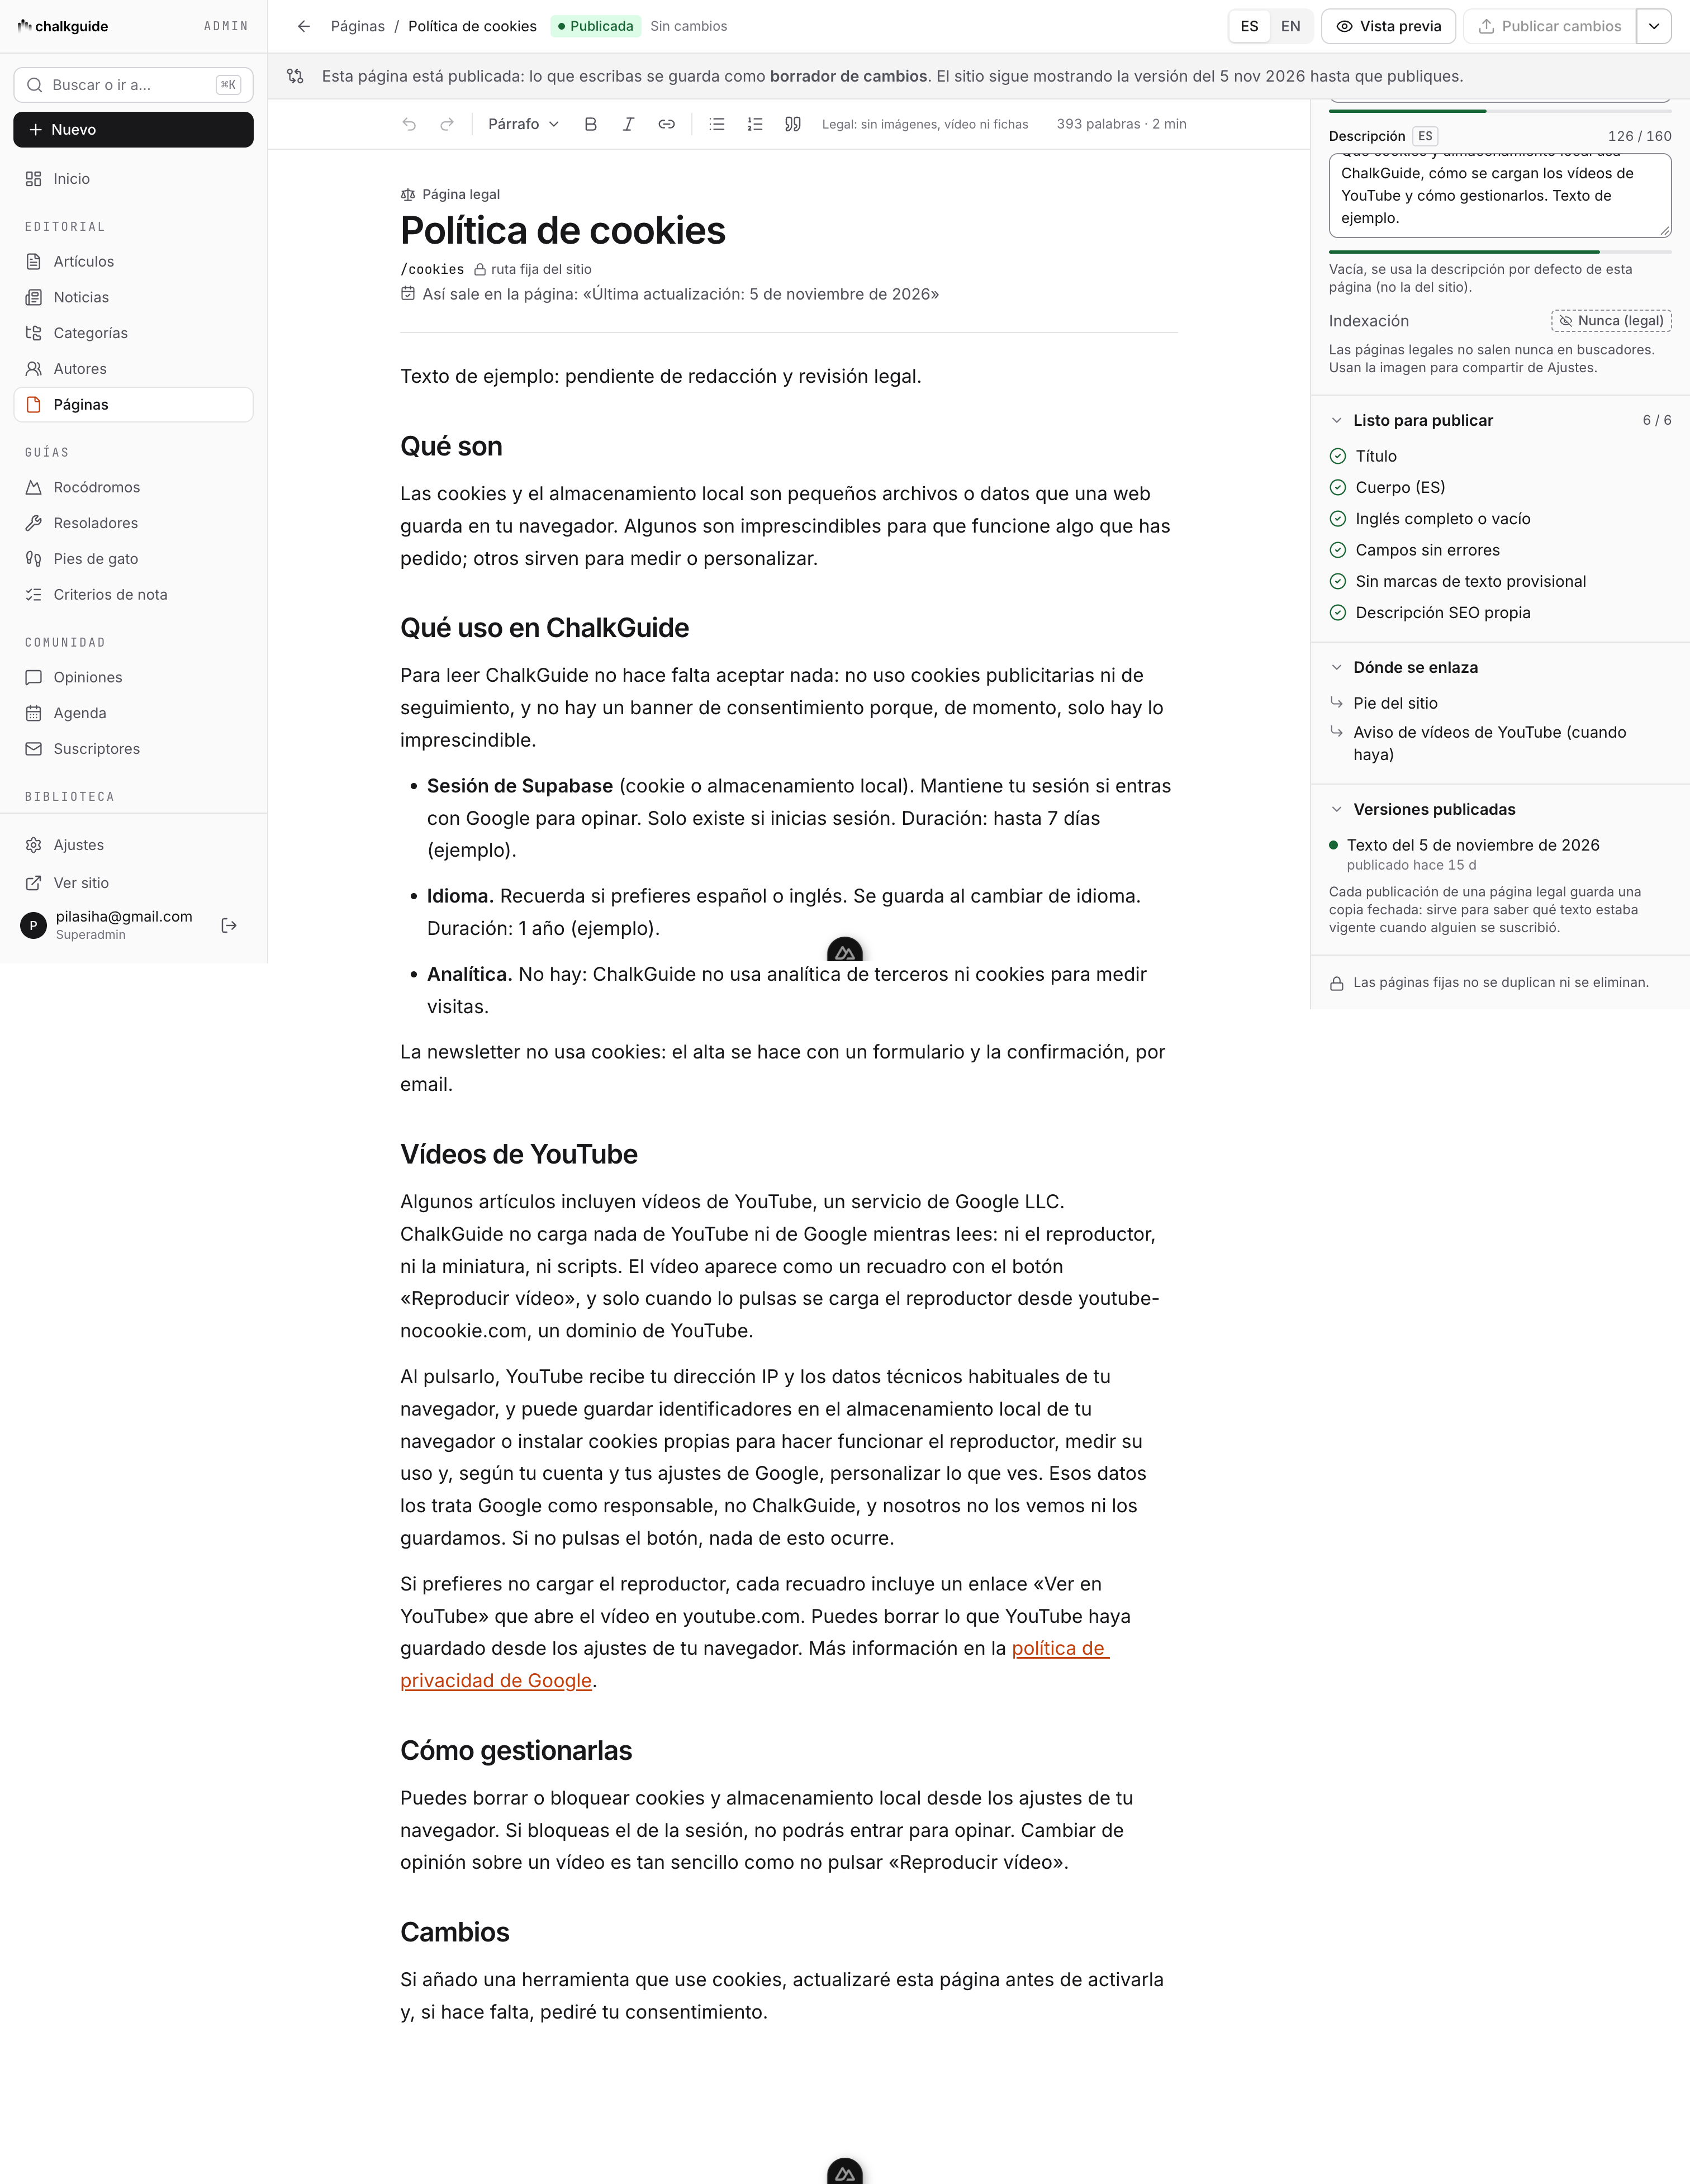 chalkguide
ADMIN
Buscar o ir a...
⌘K
Nuevo
Inicio
EDITORIAL
Artículos
Noticias
Categorías
Autores
Páginas
GUÍAS
Rocódromos
Resoladores
Pies de gato
Criterios de nota
COMUNIDAD
Opiniones
Agenda
Suscriptores
BIBLIOTECA
Ajustes
Ver sitio
P
pilasiha@gmail.com
Superadmin
Páginas / Política de cookies
Publicada
Sin cambios
ES EN
Vista previa
Publicar cambios
Esta página está publicada: lo que escribas se guarda como borrador de cambios. El sitio sigue mostrando la versión del 5 nov 2026 hasta que publiques.
Párrafo
B I
Legal: sin imágenes, vídeo ni fichas
393 palabras · 2 min
Página legal
Política de cookies
/cookies ruta fija del sitio
Así sale en la página: «Última actualización: 5 de noviembre de 2026»
Texto de ejemplo: pendiente de redacción y revisión legal.
Qué son
Las cookies y el almacenamiento local son pequeños archivos o datos que una web
guarda en tu navegador. Algunos son imprescindibles para que funcione algo que has
pedido; otros sirven para medir o personalizar.
Qué uso en ChalkGuide
Para leer ChalkGuide no hace falta aceptar nada: no uso cookies publicitarias ni de
seguimiento, y no hay un banner de consentimiento porque, de momento, solo hay lo
imprescindible.
• Sesión de Supabase (cookie o almacenamiento local). Mantiene tu sesión si entras
con Google para opinar. Solo existe si inicias sesión. Duración: hasta 7 días
(ejemplo).
• Idioma. Recuerda si prefieres español o inglés. Se guarda al cambiar de idioma.
Duración: 1 año (ejemplo).
• Analítica. No hay: ChalkGuide no usa analítica de terceros ni cookies para medir
visitas.
La newsletter no usa cookies: el alta se hace con un formulario y la confirmación, por
email.
Vídeos de YouTube
Algunos artículos incluyen vídeos de YouTube, un servicio de Google LLC.
ChalkGuide no carga nada de YouTube ni de Google mientras lees: ni el reproductor,
ni la miniatura, ni scripts. El vídeo aparece como un recuadro con el botón
«Reproducir vídeo», y solo cuando lo pulsas se carga el reproductor desde youtube-
nocookie.com, un dominio de YouTube.
Al pulsarlo, YouTube recibe tu dirección IP y los datos técnicos habituales de tu
navegador, y puede guardar identificadores en el almacenamiento local de tu
navegador o instalar cookies propias para hacer funcionar el reproductor, medir su
uso y, según tu cuenta y tus ajustes de Google, personalizar lo que ves. Esos datos
los trata Google como responsable, no ChalkGuide, y nosotros no los vemos ni los
guardamos. Si no pulsas el botón, nada de esto ocurre.
Si prefieres no cargar el reproductor, cada recuadro incluye un enlace «Ver en
YouTube» que abre el vídeo en youtube.com. Puedes borrar lo que YouTube haya
guardado desde los ajustes de tu navegador. Más información en la política de
privacidad de Google.
Cómo gestionarlas
Puedes borrar o bloquear cookies y almacenamiento local desde los ajustes de tu
navegador. Si bloqueas el de la sesión, no podrás entrar para opinar. Cambiar de
opinión sobre un vídeo es tan sencillo como no pulsar «Reproducir vídeo».
Cambios
Si añado una herramienta que use cookies, actualizaré esta página antes de activarla
y, si hace falta, pediré tu consentimiento.
Descripción ES
126 / 160
Qué cookies y almacenamiento local usa
ChalkGuide, cómo se cargan los vídeos de
YouTube y cómo gestionarlos. Texto de
ejemplo.
Vacía, se usa la descripción por defecto de esta
página (no la del sitio).
Indexación
Nunca (legal)
Las páginas legales no salen nunca en buscadores.
Usan la imagen para compartir de Ajustes.
Listo para publicar
6 / 6
Título
Cuerpo (ES)
Inglés completo o vacío
Campos sin errores
Sin marcas de texto provisional
Descripción SEO propia
Dónde se enlaza
Pie del sitio
Aviso de vídeos de YouTube (cuando
haya)
Versiones publicadas
Texto del 5 de noviembre de 2026
publicado hace 15 d
Cada publicación de una página legal guarda una
copia fechada: sirve para saber qué texto estaba
vigente cuando alguien se suscribió.
Las páginas fijas no se duplican ni se eliminan.